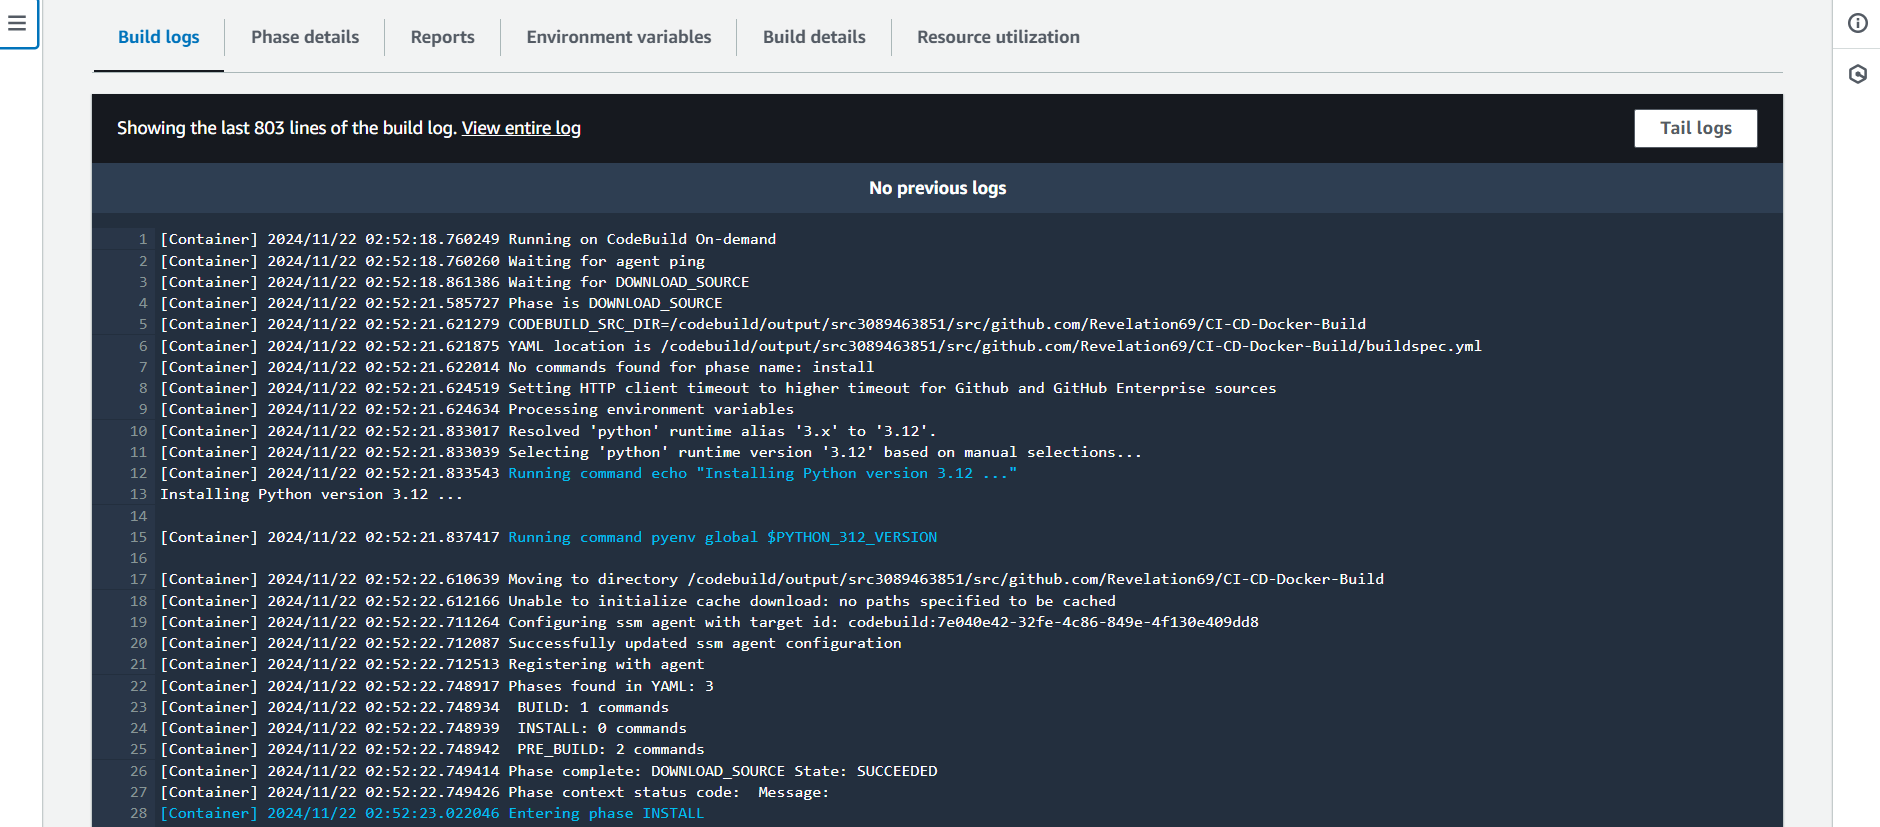 Build logs
Phase details
Reports
Environment variables
Build details
Resource utilization
Showing the last 803 lines of the build log. View entire log
Tail logs
No previous logs
1 [Container] 2024/11/22 02:52:18.760249 Running on CodeBuild On-demand
2 [Container] 2024/11/22 02:52:18.760260 Waiting for agent ping
3 [Container] 2024/11/22 02:52:18.861386 Waiting for DOWNLOAD_SOURCE
4 [Container] 2024/11/22 02:52:21.585727 Phase is DOWNLOAD_SOURCE
5 [Container] 2024/11/22 02:52:21.621279 CODEBUILD_SRC_DIR=/codebuild/output/src3089463851/src/github.com/Revelation69/CI-CD-Docker-Build
6 [Container] 2024/11/22 02:52:21.621875 YAML location is /codebuild/output/src3089463851/src/github.com/Revelation69/CI-CD-Docker-Build/buildspec.yml
7 [Container] 2024/11/22 02:52:21.622014 No commands found for phase name: install
8 [Container] 2024/11/22 02:52:21.624519 Setting HTTP client timeout to higher timeout for Github and GitHub Enterprise sources
9 [Container] 2024/11/22 02:52:21.624634 Processing environment variables
10 [Container] 2024/11/22 02:52:21.833017 Resolved 'python' runtime alias '3.x' to '3.12'.
11 [Container] 2024/11/22 02:52:21.833039 Selecting 'python' runtime version '3.12' based on manual selections...
12 [Container] 2024/11/22 02:52:21.833543 Running command echo "Installing Python version 3.12 ..."
13 Installing Python version 3.12 ...
14
15 [Container] 2024/11/22 02:52:21.837417 Running command pyenv global $PYTHON_312_VERSION
16
17 [Container] 2024/11/22 02:52:22.610639 Moving to directory /codebuild/output/src3089463851/src/github.com/Revelation69/CI-CD-Docker-Build
18 [Container] 2024/11/22 02:52:22.612166 Unable to initialize cache download: no paths specified to be cached
19 [Container] 2024/11/22 02:52:22.711264 Configuring ssm agent with target id: codebuild:7e040e42-32fe-4c86-849e-4f130e409dd8
20 [Container] 2024/11/22 02:52:22.712087 Successfully updated ssm agent configuration
21 [Container] 2024/11/22 02:52:22.712513 Registering with agent
22 [Container] 2024/11/22 02:52:22.748917 Phases found in YAML: 3
23 [Container] 2024/11/22 02:52:22.748934  BUILD: 1 commands
24 [Container] 2024/11/22 02:52:22.748939  INSTALL: 0 commands
25 [Container] 2024/11/22 02:52:22.748942  PRE_BUILD: 2 commands
26 [Container] 2024/11/22 02:52:22.749414 Phase complete: DOWNLOAD_SOURCE State: SUCCEEDED
27 [Container] 2024/11/22 02:52:22.749426 Phase context status code:  Message:
28 [Container] 2024/11/22 02:52:23.022046 Entering phase INSTALL